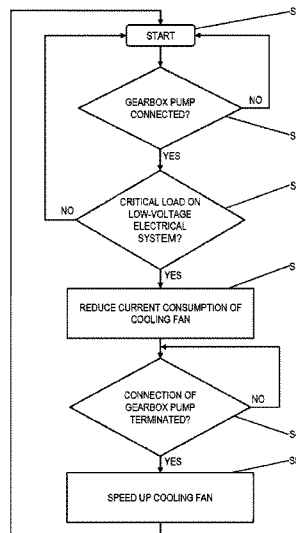 START
S
GEARBOX PUMP
CONNECTED?
NO
S
YES
CRITICAL LOAD ON
LOW-VOLTAGE
ELECTRICAL
SYSTEM?
NO
S
YES
S
REDUCE CURRENT CONSUMPTION OF
COOLING FAN
CONNECTION OF
GEARBOX PUMP
TERMINATED?
NO
S
YES
S
SPEED UP COOLING FAN